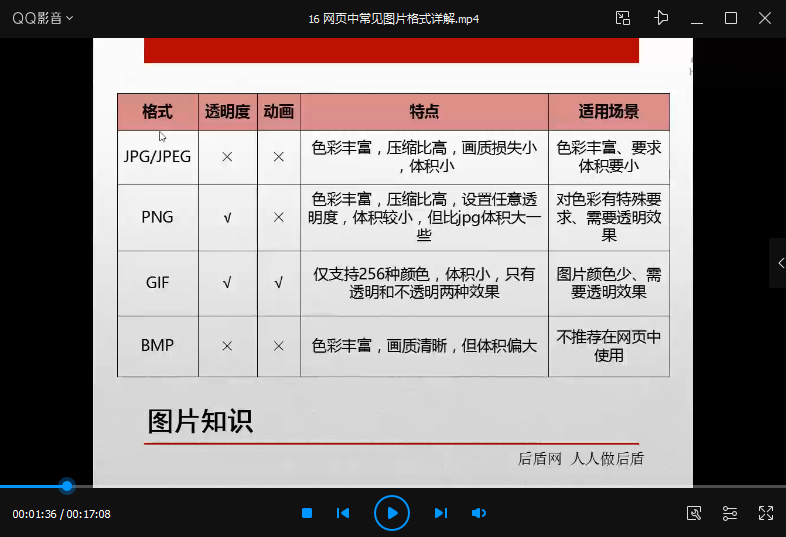 QQ影音
16 网页中常见图片格式详解.mp4
格式 透明度 动画 特点 适用场景
JPG/JPEG × × 色彩丰富，压缩比高，画质损失小
，体积小
色彩丰富、要求
体积要小
PNG √ × 色彩丰富，压缩比高，设置任意透
明度，体积较小，但比jpg体积大一
些
对色彩有特殊要
求、需要透明效
果
GIF √ √ 仅支持256种颜色，体积小，只有
透明和不透明两种效果
图片颜色少、需
要透明效果
BMP × × 色彩丰富，画质清晰，但体积偏大
不推荐在网页中
使用
图片知识
后盾网 人人做后盾
00:01:36 / 00:17:08